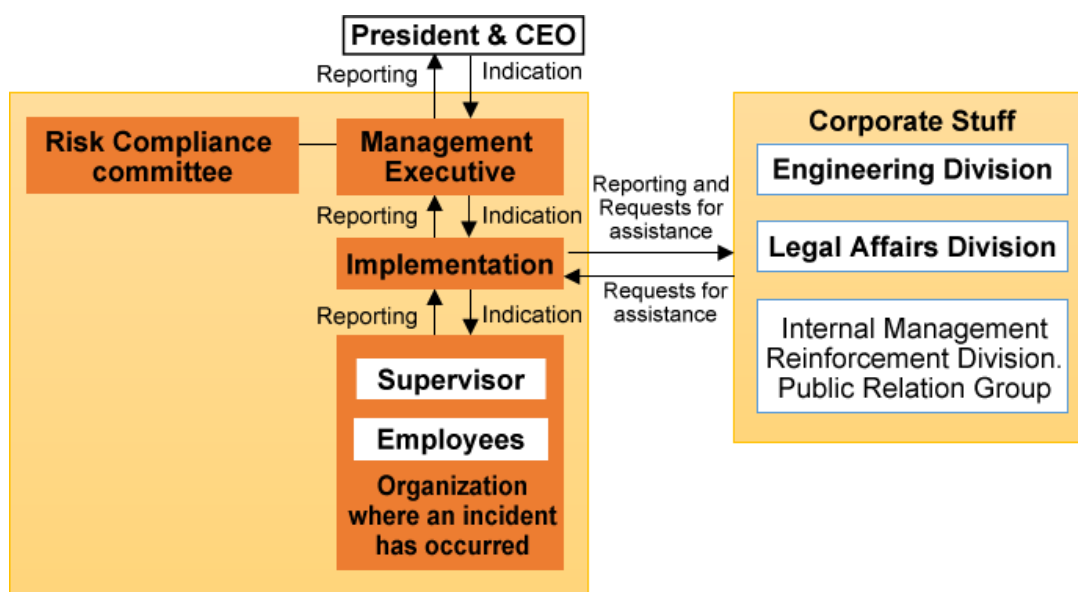 President & CEO
Reporting
Indication
Risk Compliance
committee
Management
Executive
Reporting
Indication
Implementation
Reporting
Indication
Supervisor
Employees
Organization
where an incident
has occurred
Reporting and
Requests for
assistance
Requests for
assistance
Corporate Stuff
Engineering Division
Legal Affairs Division
Internal Management
Reinforcement Division.
Public Relation Group